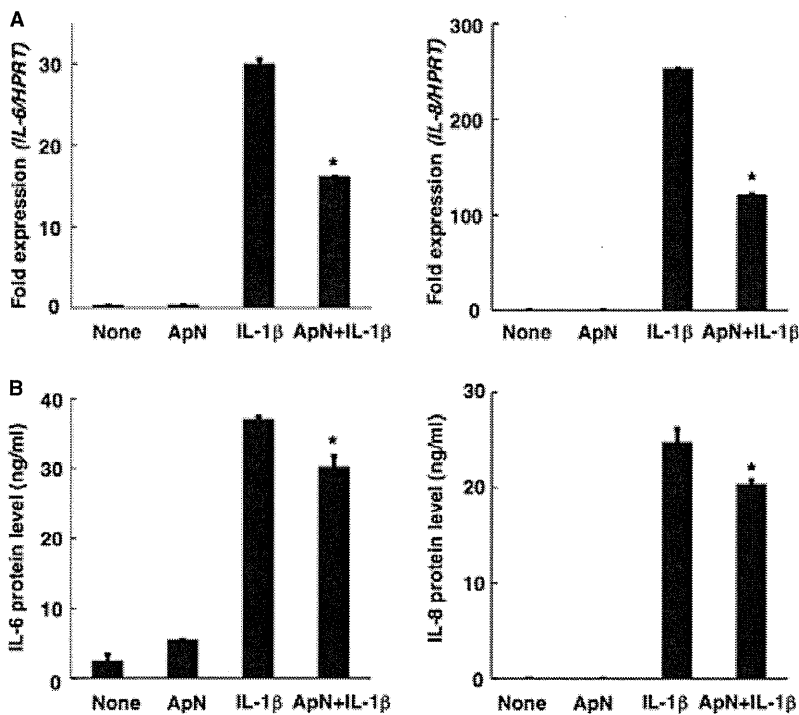 A
Fold expression (IL-6/HPRT)
30
20
10
0
None ApN IL-1β ApN+IL-1β
*
Fold expression (IL-8/HPRT)
300
200
100
0
None ApN IL-1β ApN+IL-1β
*
B
IL-6 protein level (ng/ml)
40
30
20
10
0
None ApN IL-1β ApN+IL-1β
*
IL-8 protein level (ng/ml)
30
20
10
0
None ApN IL-1β ApN+IL-1β
*